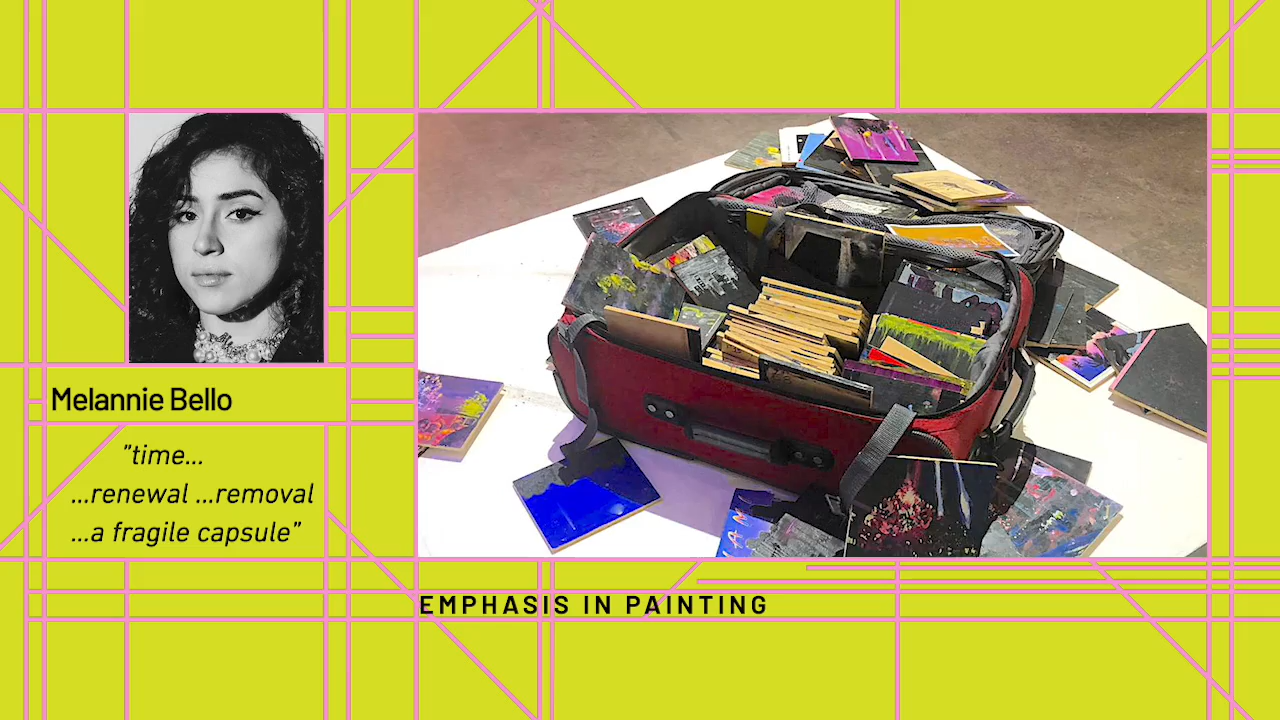 Melannie Bello
"time...
...renewal ...removal
...a fragile capsule"
EMPHASIS IN PAINTING